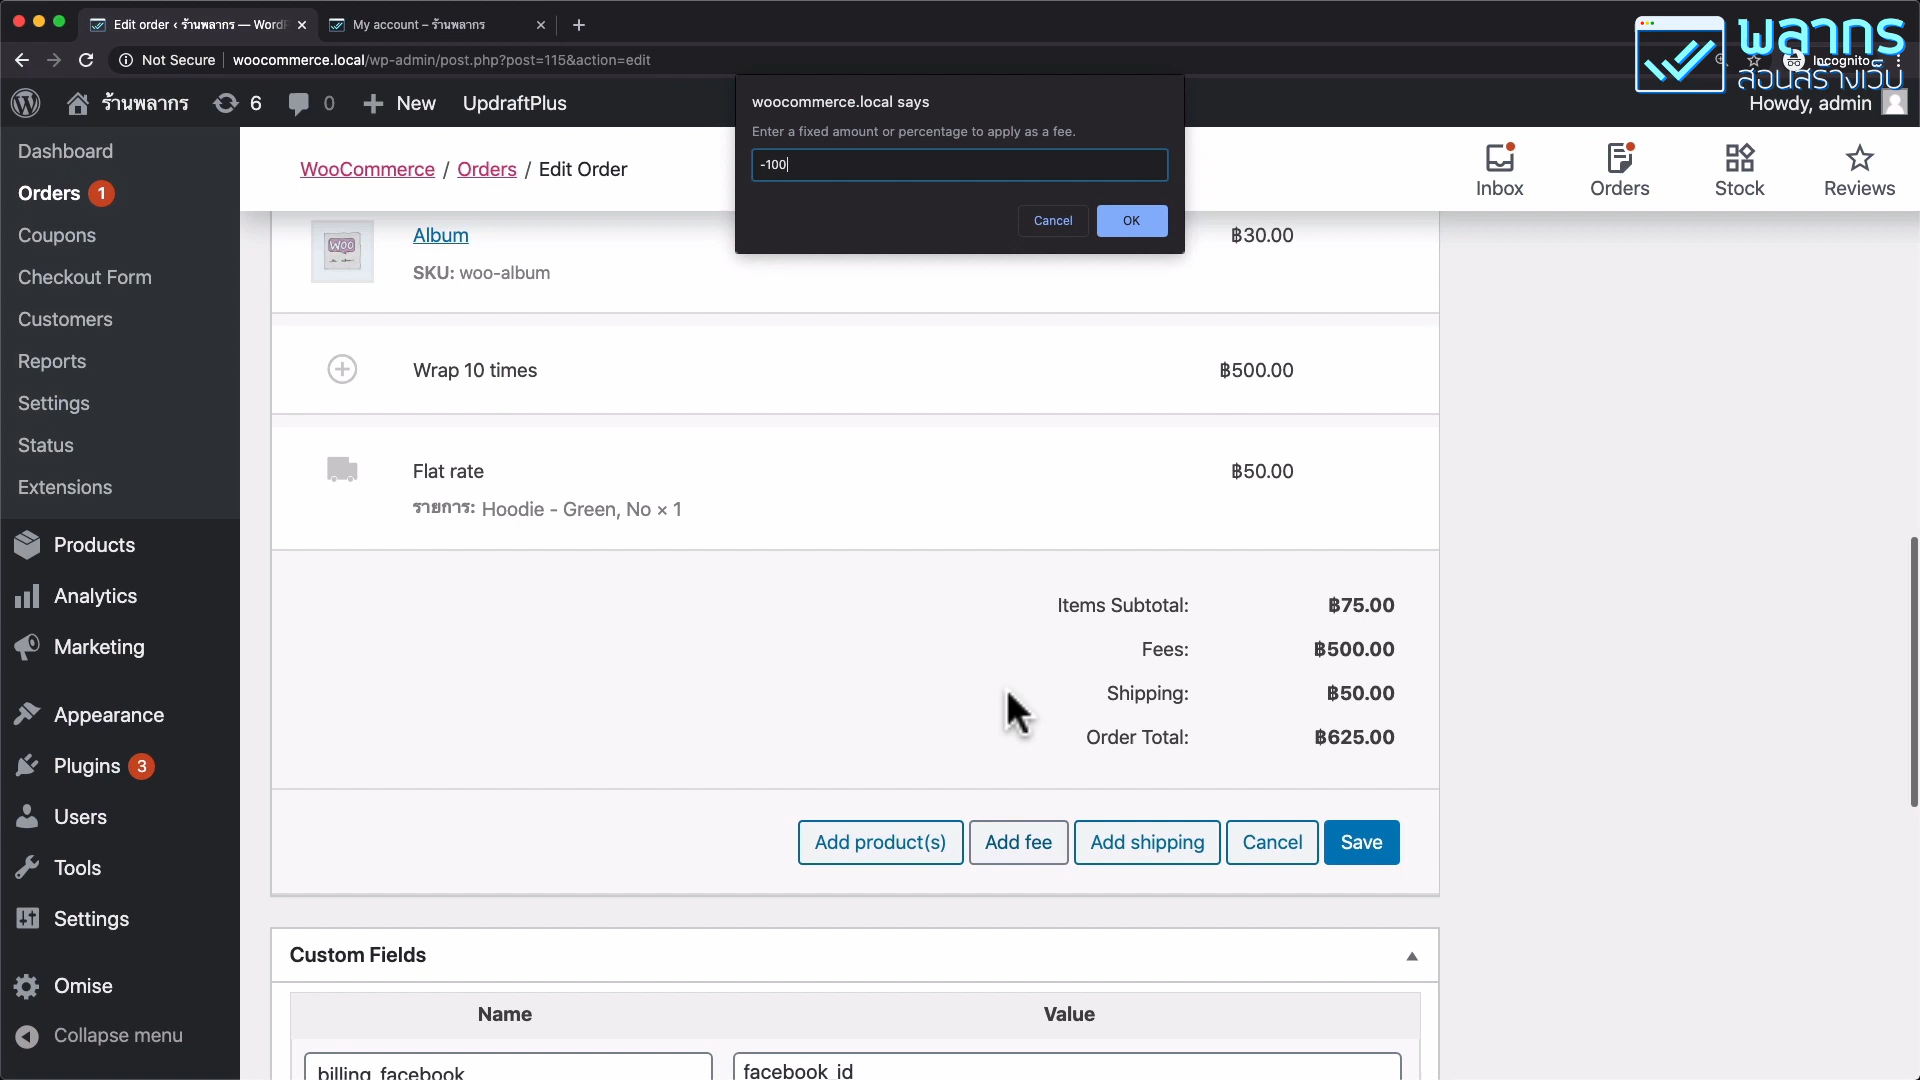 Edit order ‹ ร้านพลากร — WordP
My account – ร้านพลากร
Not Secure
woocommerce.local/wp-admin/post.php?post=115&action=edit
Incognito
พลากร
สอนสร้างเว็บ
ร้านพลากร
6
0
New
UpdraftPlus
Howdy, admin
woocommerce.local says
Enter a fixed amount or percentage to apply as a fee.
-100
Cancel
OK
Dashboard
Orders 1
Coupons
Checkout Form
Customers
Reports
Settings
Status
Extensions
Products
Analytics
Marketing
Appearance
Plugins 3
Users
Tools
Settings
Omise
Collapse menu
WooCommerce / Orders / Edit Order
Inbox
Orders
Stock
Reviews
WOO
Album
฿30.00
SKU: woo-album
Wrap 10 times
฿500.00
Flat rate
฿50.00
รายการ: Hoodie - Green, No × 1
Items Subtotal: ฿75.00
Fees: ฿500.00
Shipping: ฿50.00
Order Total: ฿625.00
Add product(s)
Add fee
Add shipping
Cancel
Save
Custom Fields
Name
Value
billing_facebook
facebook_id